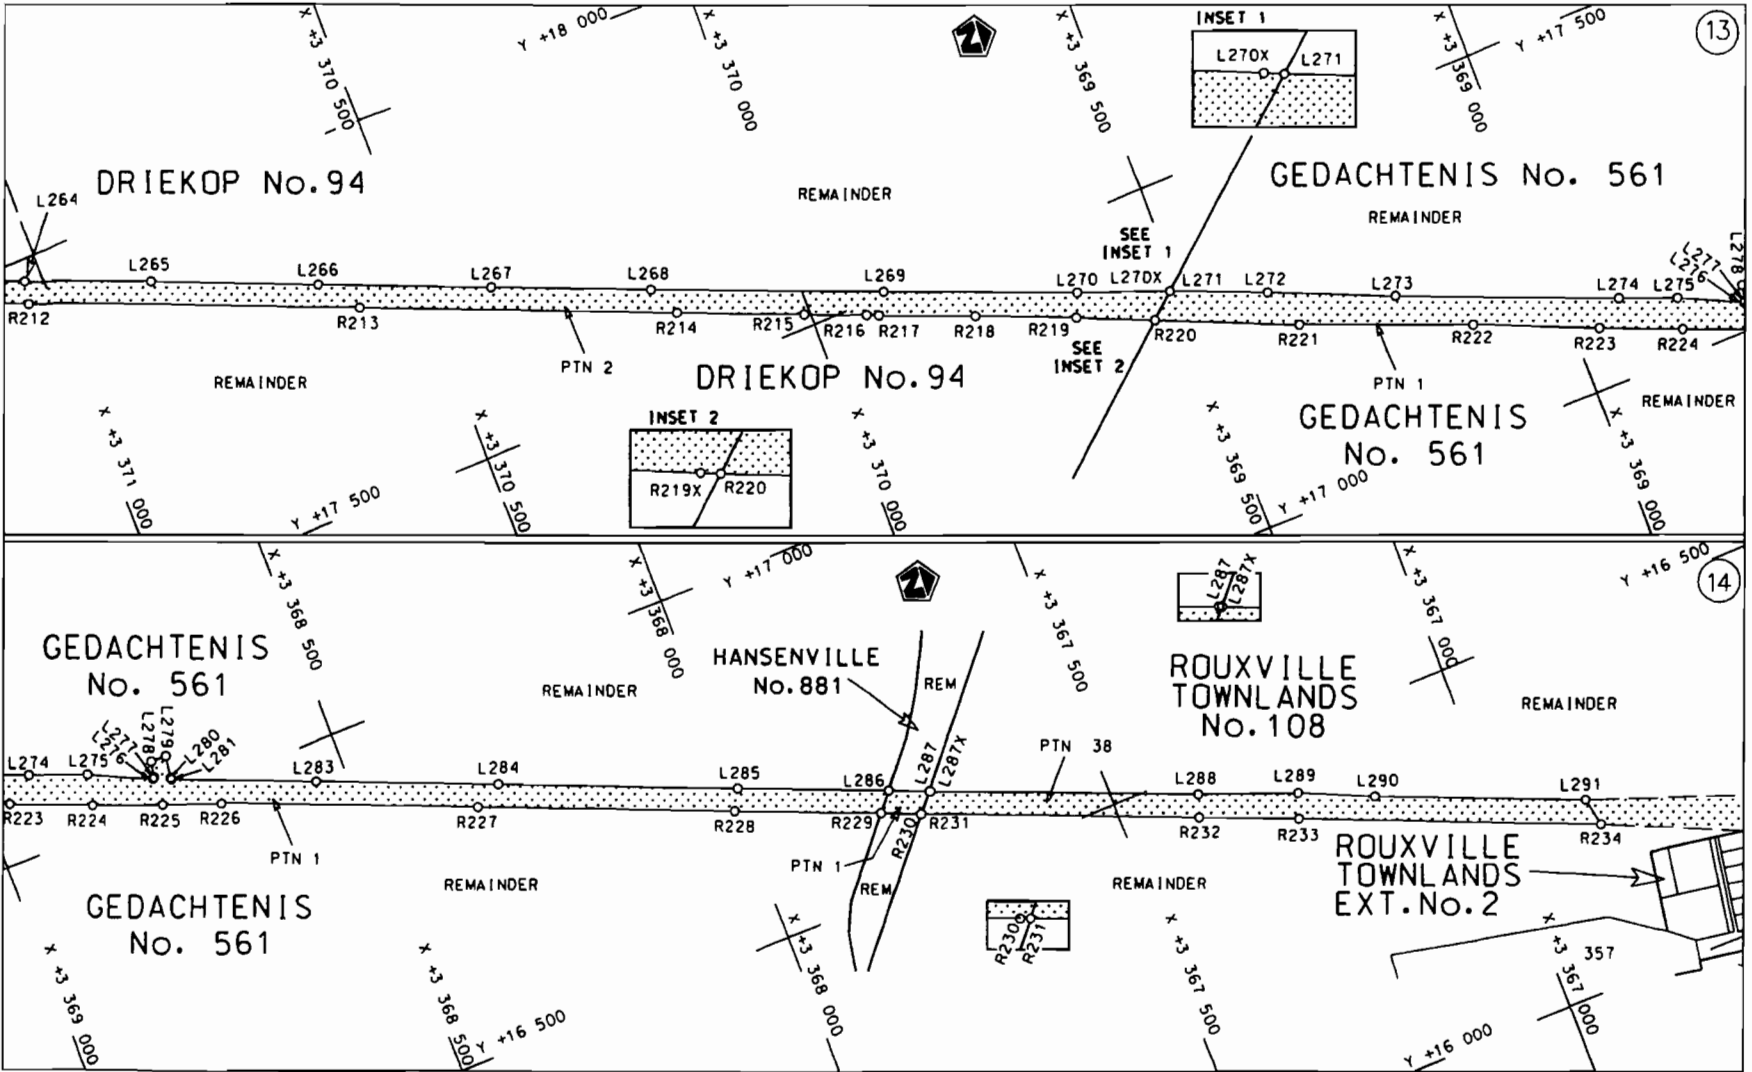 X +3 370 500
Y +18 000
X +3 370 000
X +3 369 500
INSET 1
L270X
L271
X +3 369 000
Y +17 500
13
DRIEKOP No.94
REMAINDER
GEDACHTENIS No. 561
REMAINDER
SEE
INSET 1
L264
L265
L266
L267
L268
L269
L270
L270X
L271
L272
L273
L274
L275
L276
L277
L278
R212
R213
R214
R215
R216
R217
R218
R219
R220
R221
R222
R223
R224
PTN 2
SEE
INSET 2
PTN 1
REMAINDER
DRIEKOP No.94
REMAINDER
GEDACHTENIS
No. 561
INSET 2
R219X
R220
X +3 371 000
Y +17 500
X +3 370 500
X +3 370 000
X +3 369 500
Y +17 000
X +3 369 000
X +3 368 500
X +3 368 000
Y +17 000
X +3 367 500
L287
L287X
X +3 367 000
Y +16 500
14
GEDACHTENIS
No. 561
REMAINDER
HANSENVILLE
No.881
REM
ROUXVILLE
TOWNLANDS
No.108
REMAINDER
PTN 38
L274
L275
L276
L277
L278
L279
L280
L281
L283
L284
L285
L286
L287
L287X
L288
L289
L290
L291
R223
R224
R225
R226
R227
R228
R229
R230
R231
R232
R233
R234
PTN 1
PTN 1
REMAINDER
REM
REMAINDER
ROUXVILLE
TOWNLANDS
EXT.No.2
GEDACHTENIS
No. 561
R230
R231
357
X +3 369 000
X +3 368 500
Y +16 500
X +3 368 000
X +3 367 500
Y +16 000
X +3 367 000